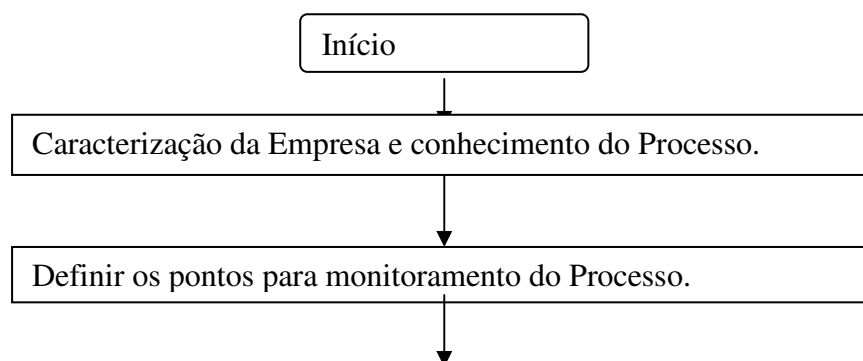 Início
Caracterização da Empresa e conhecimento do Processo.
Definir os pontos para monitoramento do Processo.